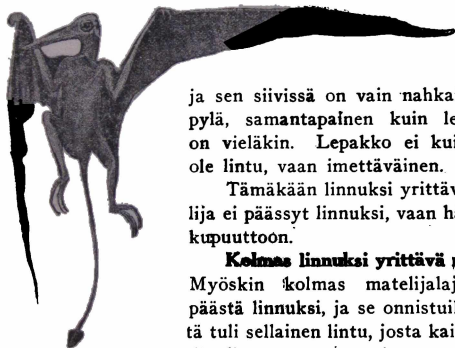 ja sen siivissä on vain nahka
pylä, samantapainen kuin le
on vieläkin. Lepakko ei kui
ole lintu, vaan imettäväinen.
Tämäkään linnuksi yrittäv
lija ei päässyt linnuksi, vaan h
kupuuttoon.
Kolmas linnuksi yrittävä
Myöskin kolmas matelijalaj
päästä linnuksi, ja se onnistuik
tä tuli sellainen lintu, josta kai